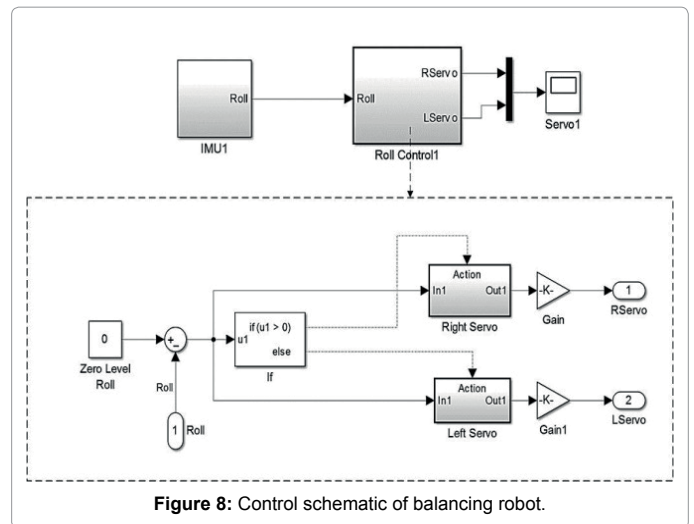 Roll
IMU1
Roll
RServo
LServo
Roll Control1
Servo1
0
Zero Level
Roll
+
-
Roll
1
Roll
u1
if(u1 > 0)
else
If
Action
In1
Out1
Right Servo
-K-
Gain
1
RServo
Action
In1
Out1
Left Servo
-K-
Gain1
2
LServo
Figure 8: Control schematic of balancing robot.